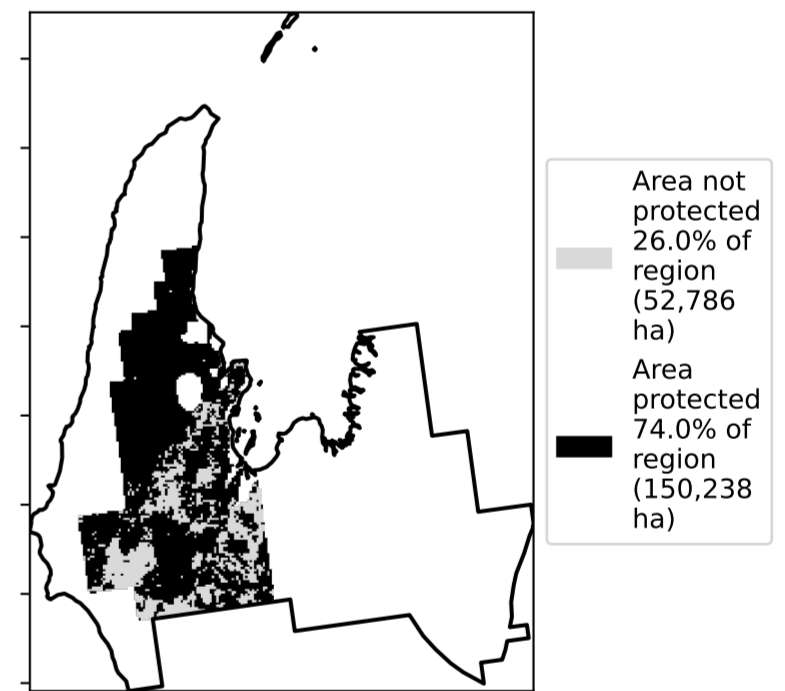 Area not
protected
26.0% of
region
(52,786
ha)
Area
protected
74.0% of
region
(150,238
ha)